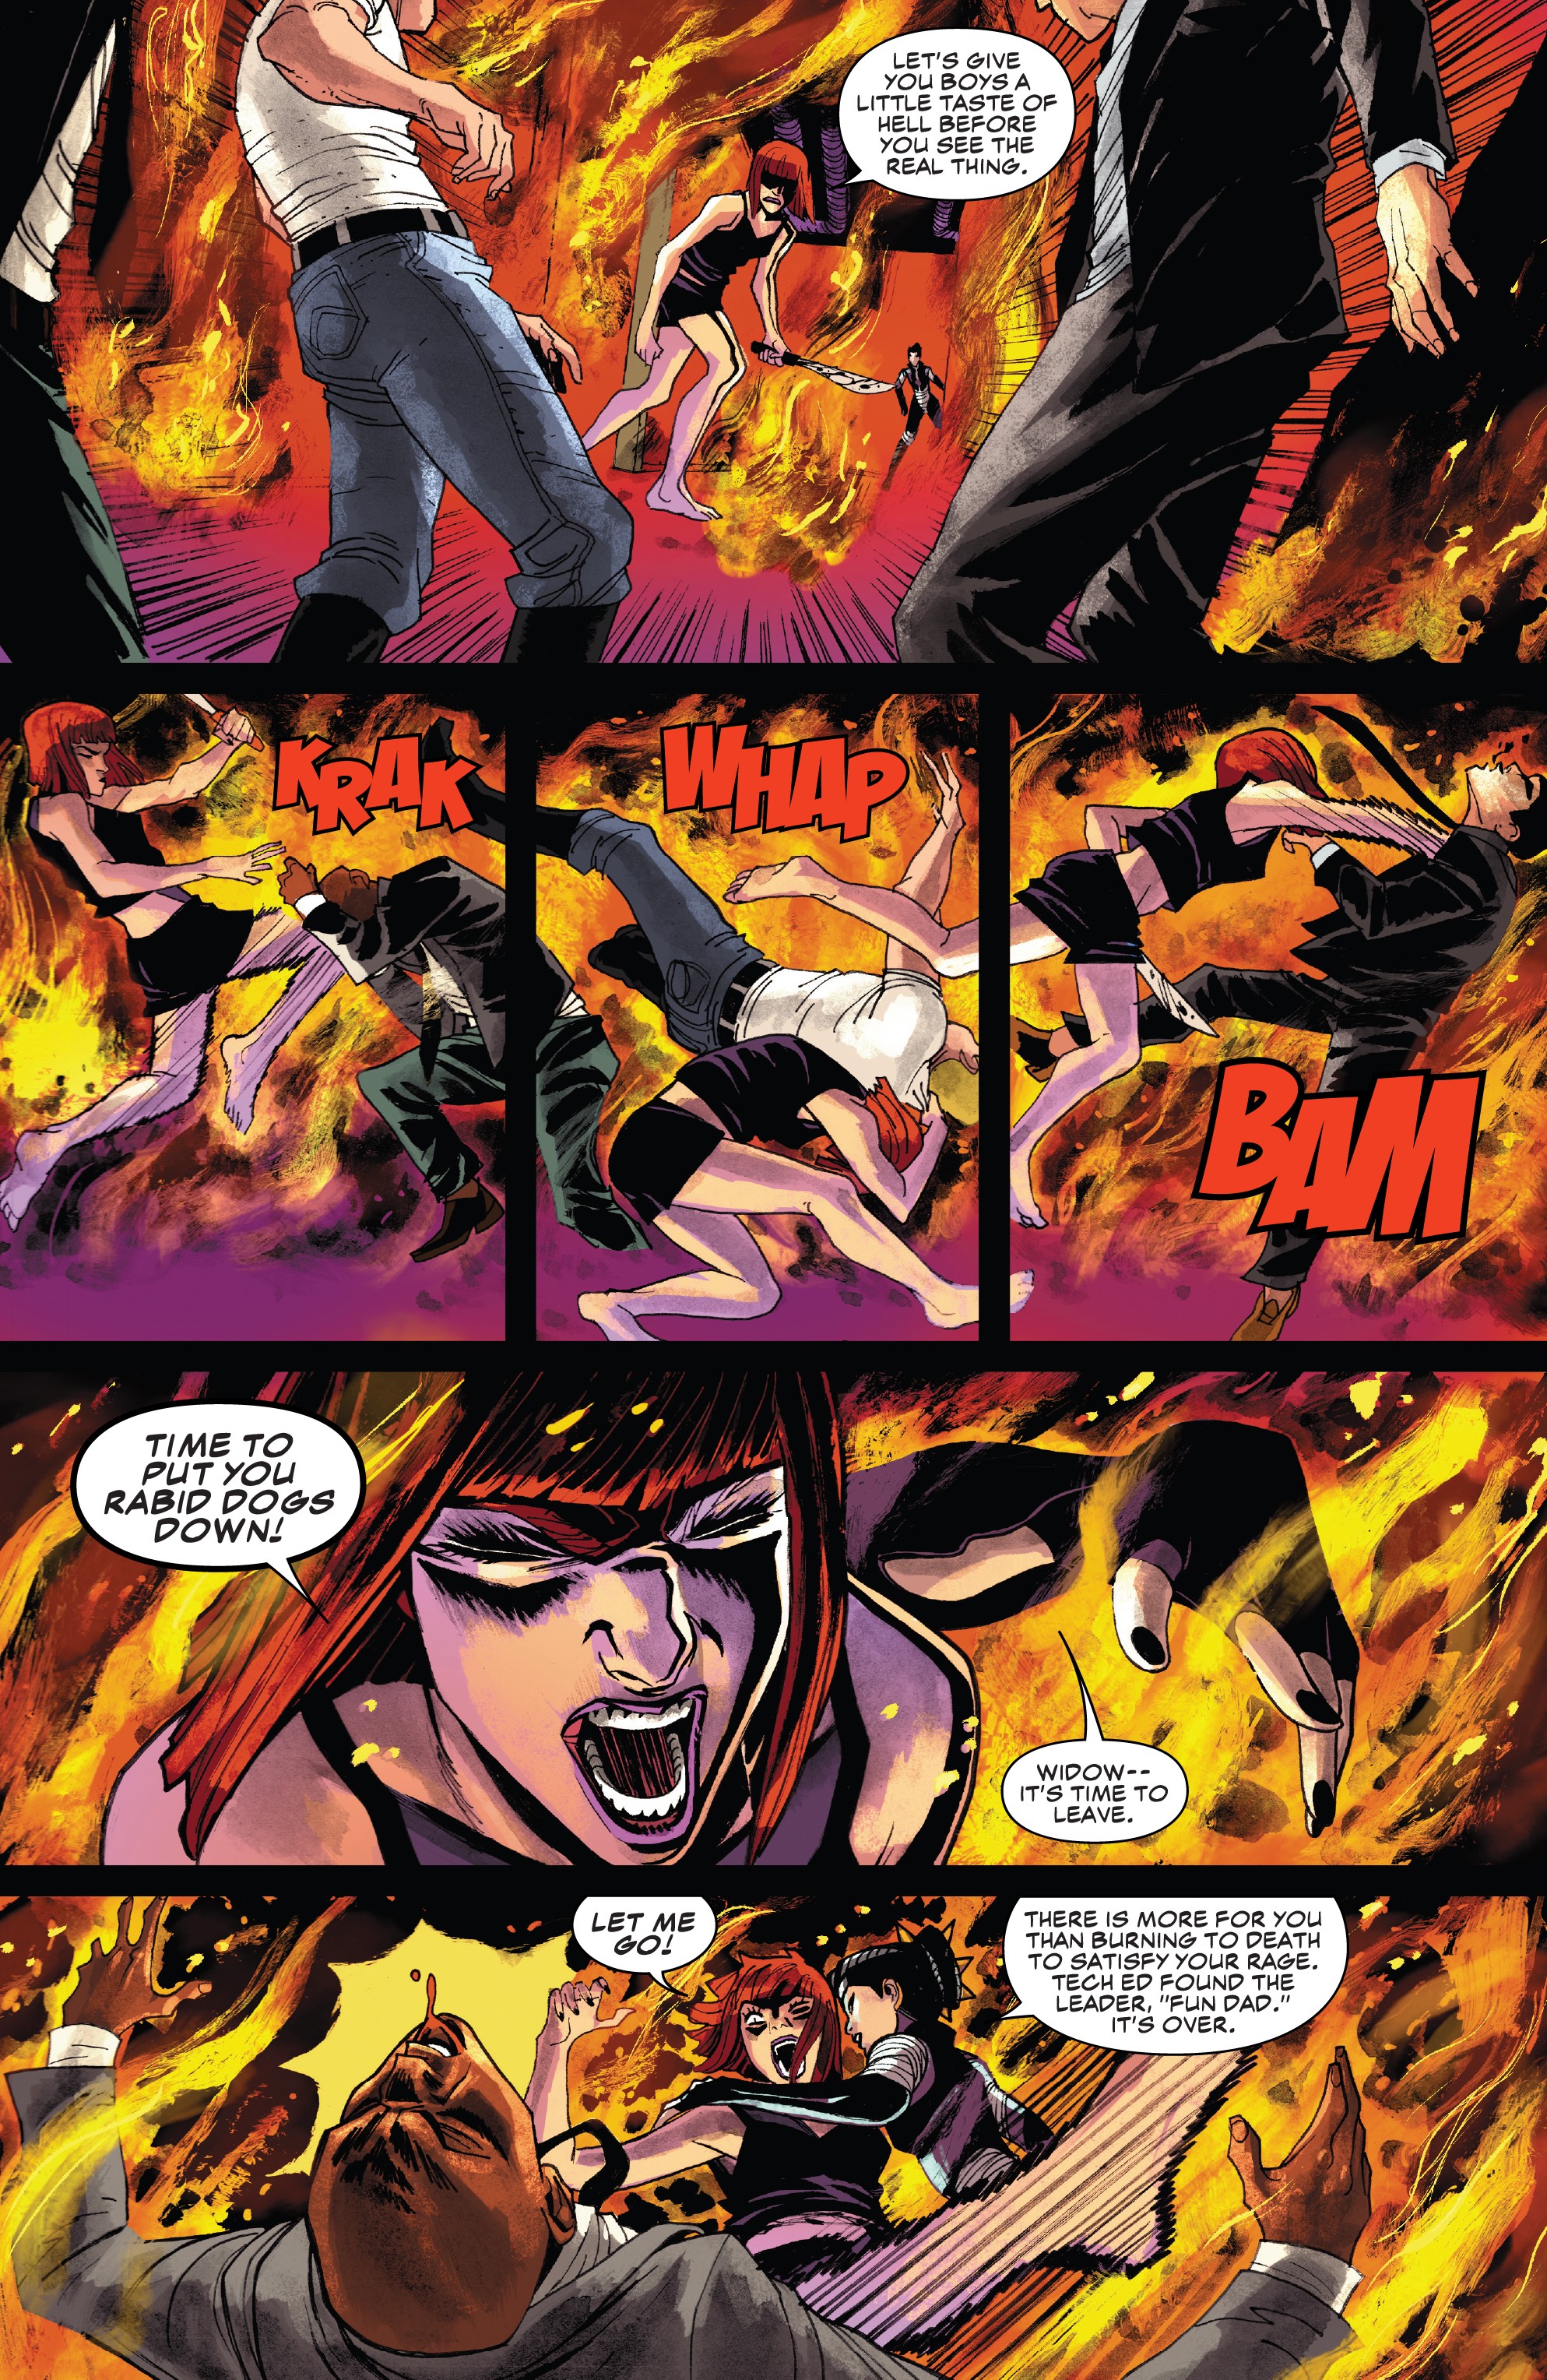 LET'S GIVE
YOU BOYS A
LITTLE TASTE OF
HELL BEFORE
YOU SEE THE
REAL THING.
KRAK
WHAP
BAM
TIME TO
PUT YOU
RABID DOGS
DOWN!
WIDOW--
IT'S TIME TO
LEAVE.
LET ME
GO!
THERE IS MORE FOR YOU
THAN BURNING TO DEATH
TO SATISFY YOUR RAGE.
TECH ED FOUND THE
LEADER, "FUN DAD."
IT'S OVER.